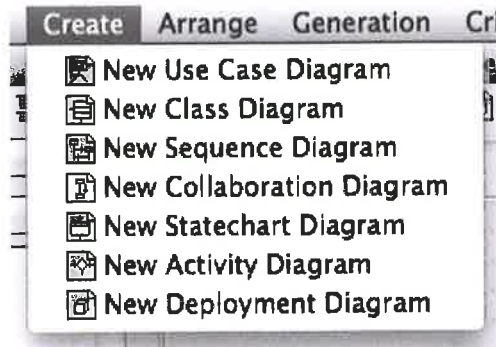 Create Arrange Generation Cri
New Use Case Diagram
New Class Diagram
New Sequence Diagram
New Collaboration Diagram
New Statechart Diagram
New Activity Diagram
New Deployment Diagram